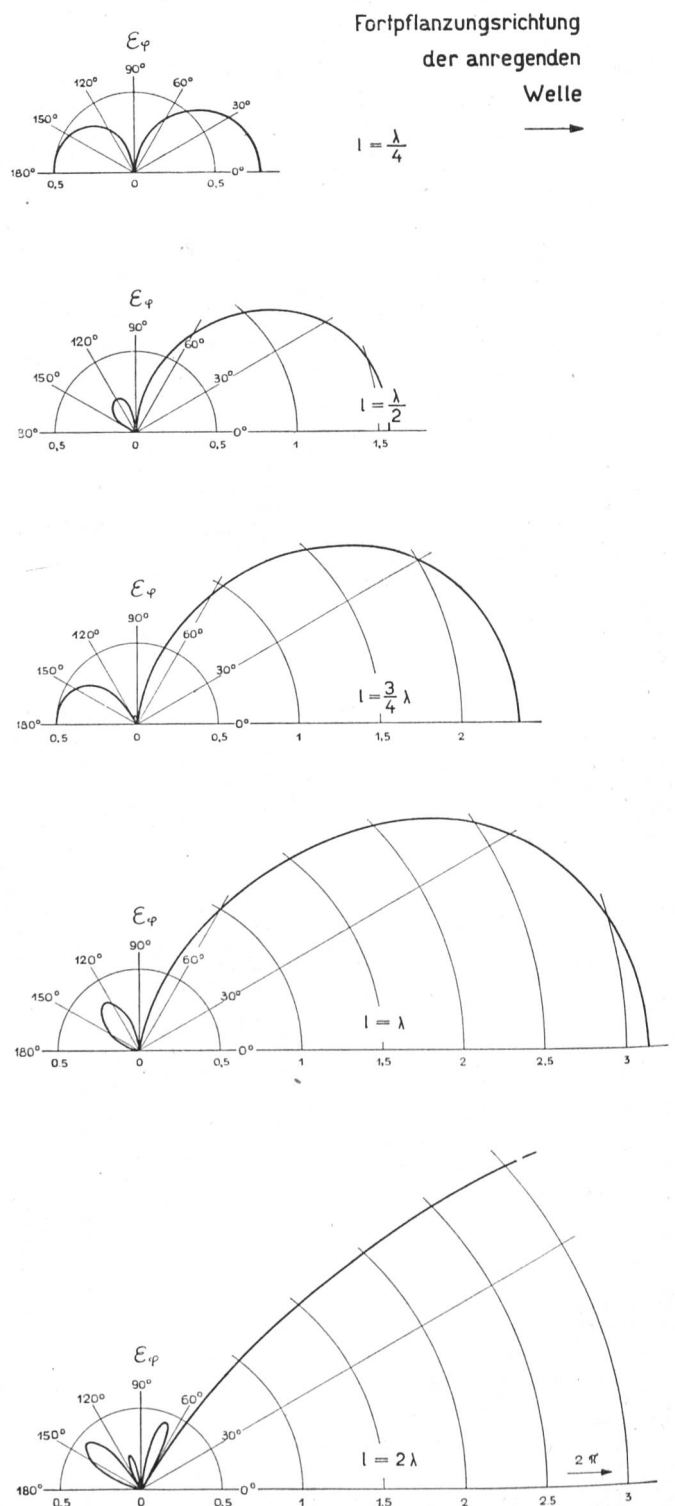 Fortpflanzungsrichtung
der anregenden
Welle
ℰφ
90°
120° 60°
150° 30°
l = λ/4
180° 0°
0,5 0 0,5
ℰφ
90°
120° 60°
150° 30°
l = λ/2
30° 0°
0,5 0 0,5 1 1,5
ℰφ
90°
120° 60°
150° 30°
l = 3/4 λ
180° 0°
0,5 0 0,5 1 1,5 2
ℰφ
90°
120° 60°
150° 30°
l = λ
180° 0°
0,5 0 0,5 1 1,5 2 2,5 3
ℰφ
90°
120° 60°
150° 30°
l = 2λ 2π
180° 0°
0,5 0 0,5 1 1,5 2 2,5 3